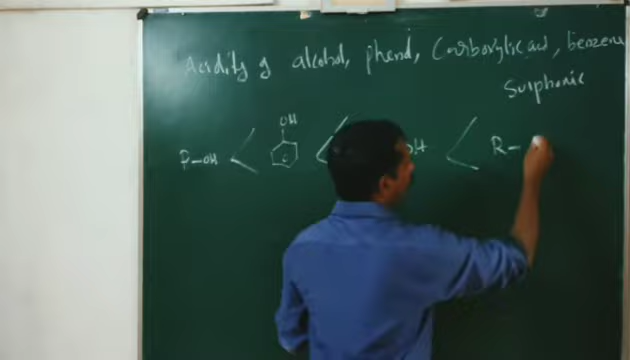 Acidity of alcohol, phenol, Carboxylic acid, benzene
Sulphonic
R-OH < OH < OH < R-